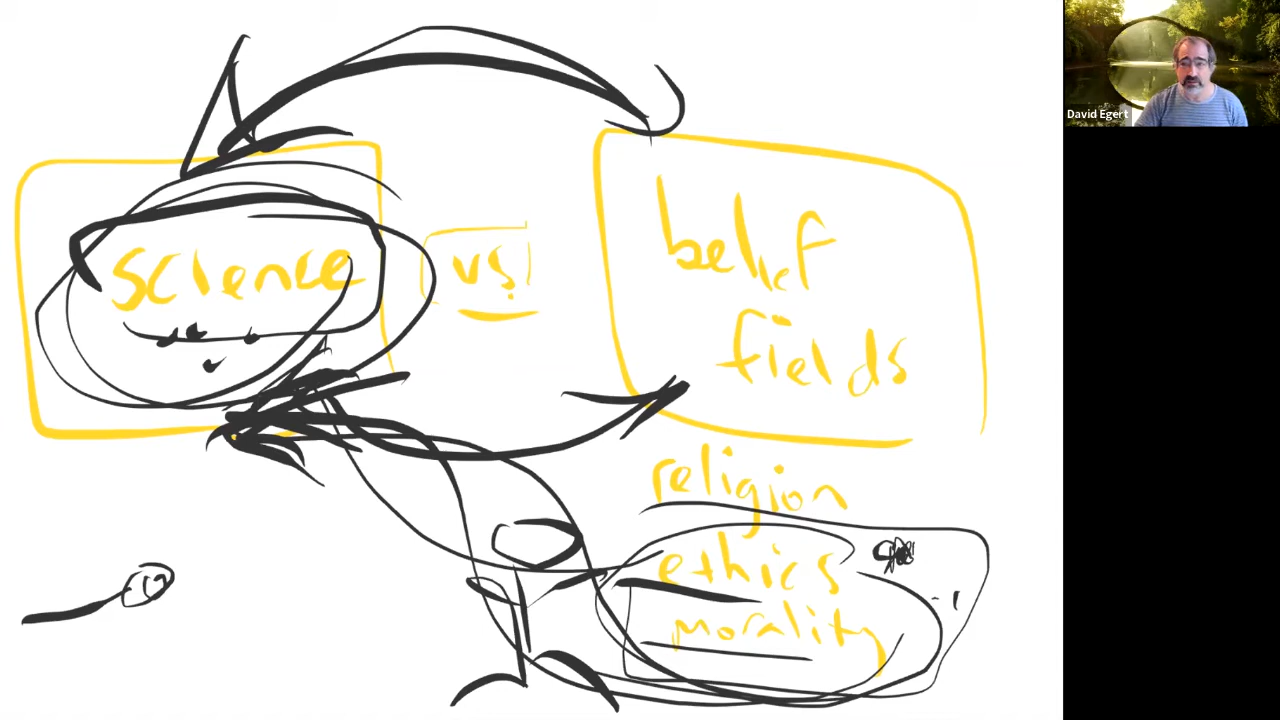 science
vs.
belief
fields
religion
ethics
morality
David Egert